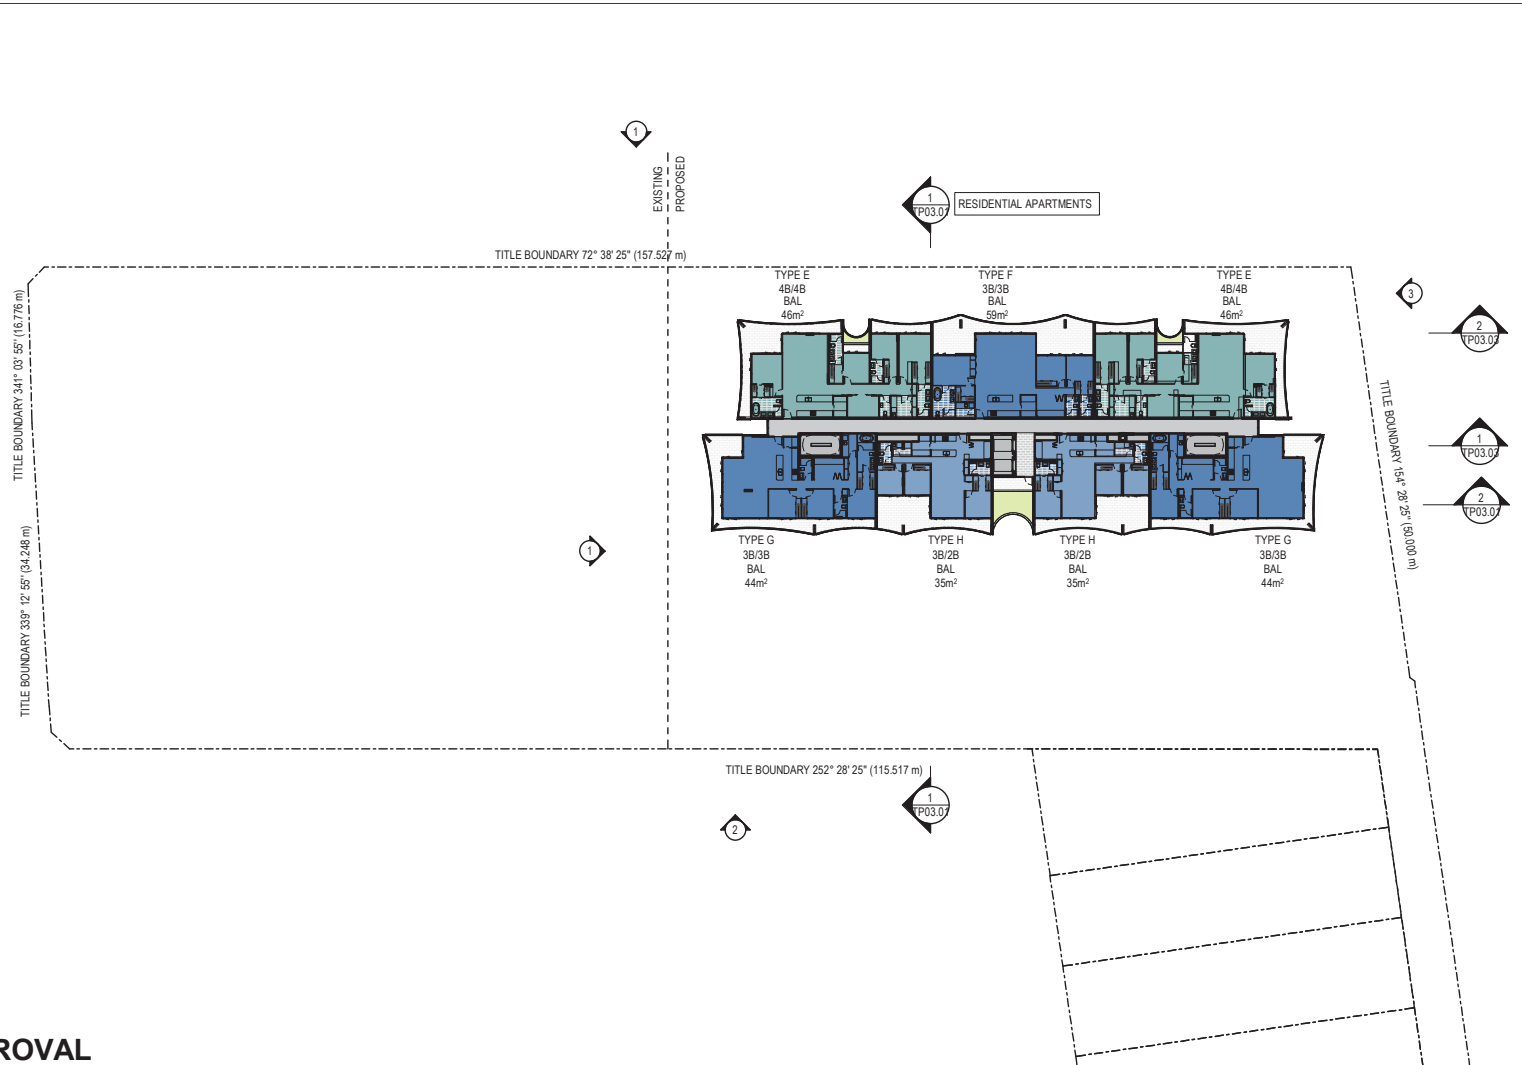 1
EXISTING
PROPOSED
1
TP03.01
RESIDENTIAL APARTMENTS
TITLE BOUNDARY 72° 38' 25" (157.527 m)
TYPE E
4B/4B
BAL
46m²
TYPE F
3B/3B
BAL
59m²
TYPE E
4B/4B
BAL
46m²
3
2
TP03.03
TITLE BOUNDARY 341° 03' 55" (16.776 m)
TITLE BOUNDARY 154° 28' 25" (50.000 m)
1
TP03.03
2
TP03.01
TITLE BOUNDARY 339° 12' 55" (34.248 m)
1
TYPE G
3B/3B
BAL
44m²
TYPE H
3B/2B
BAL
35m²
TYPE H
3B/2B
BAL
35m²
TYPE G
3B/3B
BAL
44m²
TITLE BOUNDARY 252° 28' 25" (115.517 m)
1
TP03.01
2
ROVAL